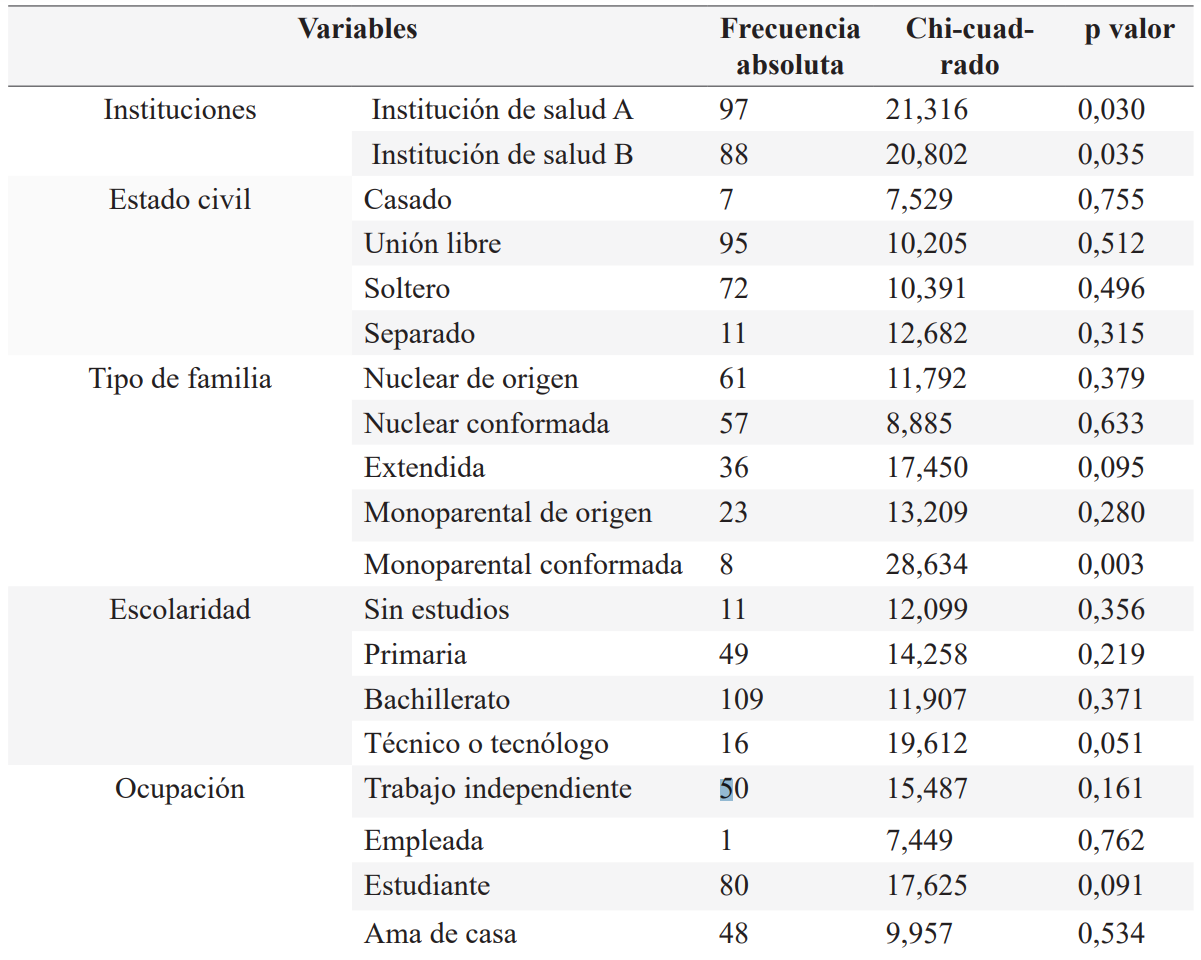 Variables Frecuencia absoluta Chi-cuad-rado p valor
Instituciones Institución de salud A 97 21,316 0,030
Institución de salud B 88 20,802 0,035
Estado civil Casado 7 7,529 0,755
Unión libre 95 10,205 0,512
Soltero 72 10,391 0,496
Separado 11 12,682 0,315
Tipo de familia Nuclear de origen 61 11,792 0,379
Nuclear conformada 57 8,885 0,633
Extendida 36 17,450 0,095
Monoparental de origen 23 13,209 0,280
Monoparental conformada 8 28,634 0,003
Escolaridad Sin estudios 11 12,099 0,356
Primaria 49 14,258 0,219
Bachillerato 109 11,907 0,371
Técnico o tecnólogo 16 19,612 0,051
Ocupación Trabajo independiente 50 15,487 0,161
Empleada 1 7,449 0,762
Estudiante 80 17,625 0,091
Ama de casa 48 9,957 0,534